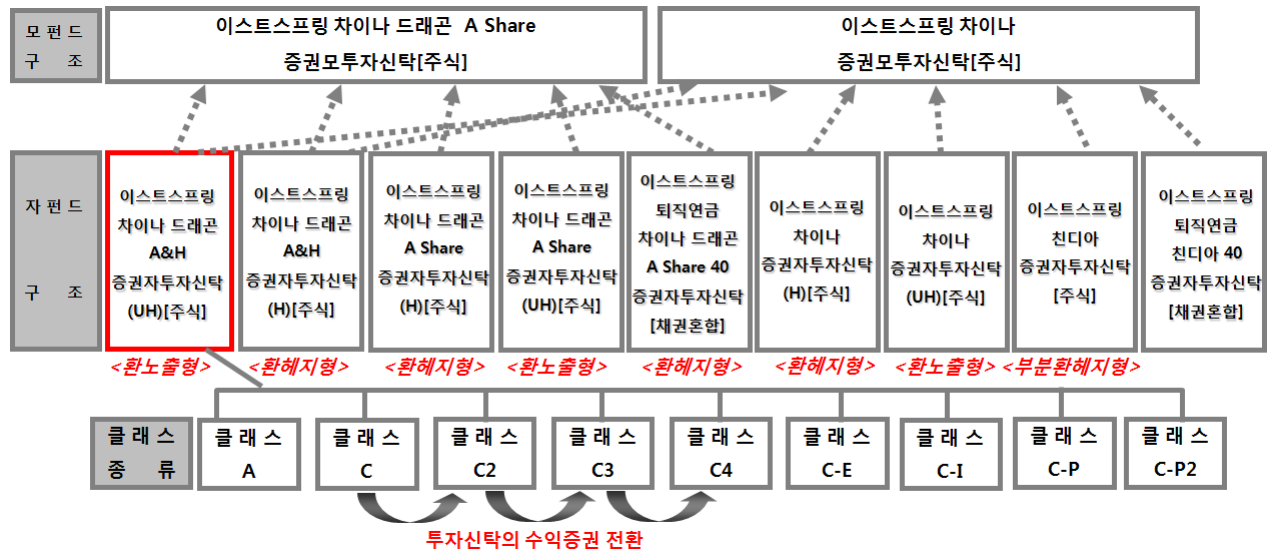 모 펀 드
구 조
이스트스프링 차이나 드래곤 A Share
증권모투자신탁[주식]
이스트스프링 차이나
증권모투자신탁[주식]
자 펀 드
구 조
이스트스프링
차이나 드래곤
A&H
증권자투자신탁
(UH)[주식]
이스트스프링
차이나 드래곤
A&H
증권자투자신탁
(H)[주식]
이스트스프링
차이나 드래곤
A Share
증권자투자신탁
(H)[주식]
이스트스프링
차이나 드래곤
A Share
증권자투자신탁
(UH)[주식]
이스트스프링
퇴직연금
차이나 드래곤
A Share 40
증권자투자신탁
[채권혼합]
이스트스프링
차이나
증권자투자신탁
(H)[주식]
이스트스프링
차이나
증권자투자신탁
(UH)[주식]
이스트스프링
친디아
증권자투자신탁
[주식]
이스트스프링
퇴직연금
친디아 40
증권자투자신탁
[채권혼합]
<환노출형>
<환헤지형>
<환헤지형>
<환노출형>
<환헤지형>
<환헤지형>
<환노출형>
<부분환헤지형>
클 래 스
종 류
클 래 스
A
클 래 스
C
클 래 스
C2
클 래 스
C3
클 래 스
C4
클 래 스
C-E
클 래 스
C-I
클 래 스
C-P
클 래 스
C-P2
투자신탁의 수익증권 전환